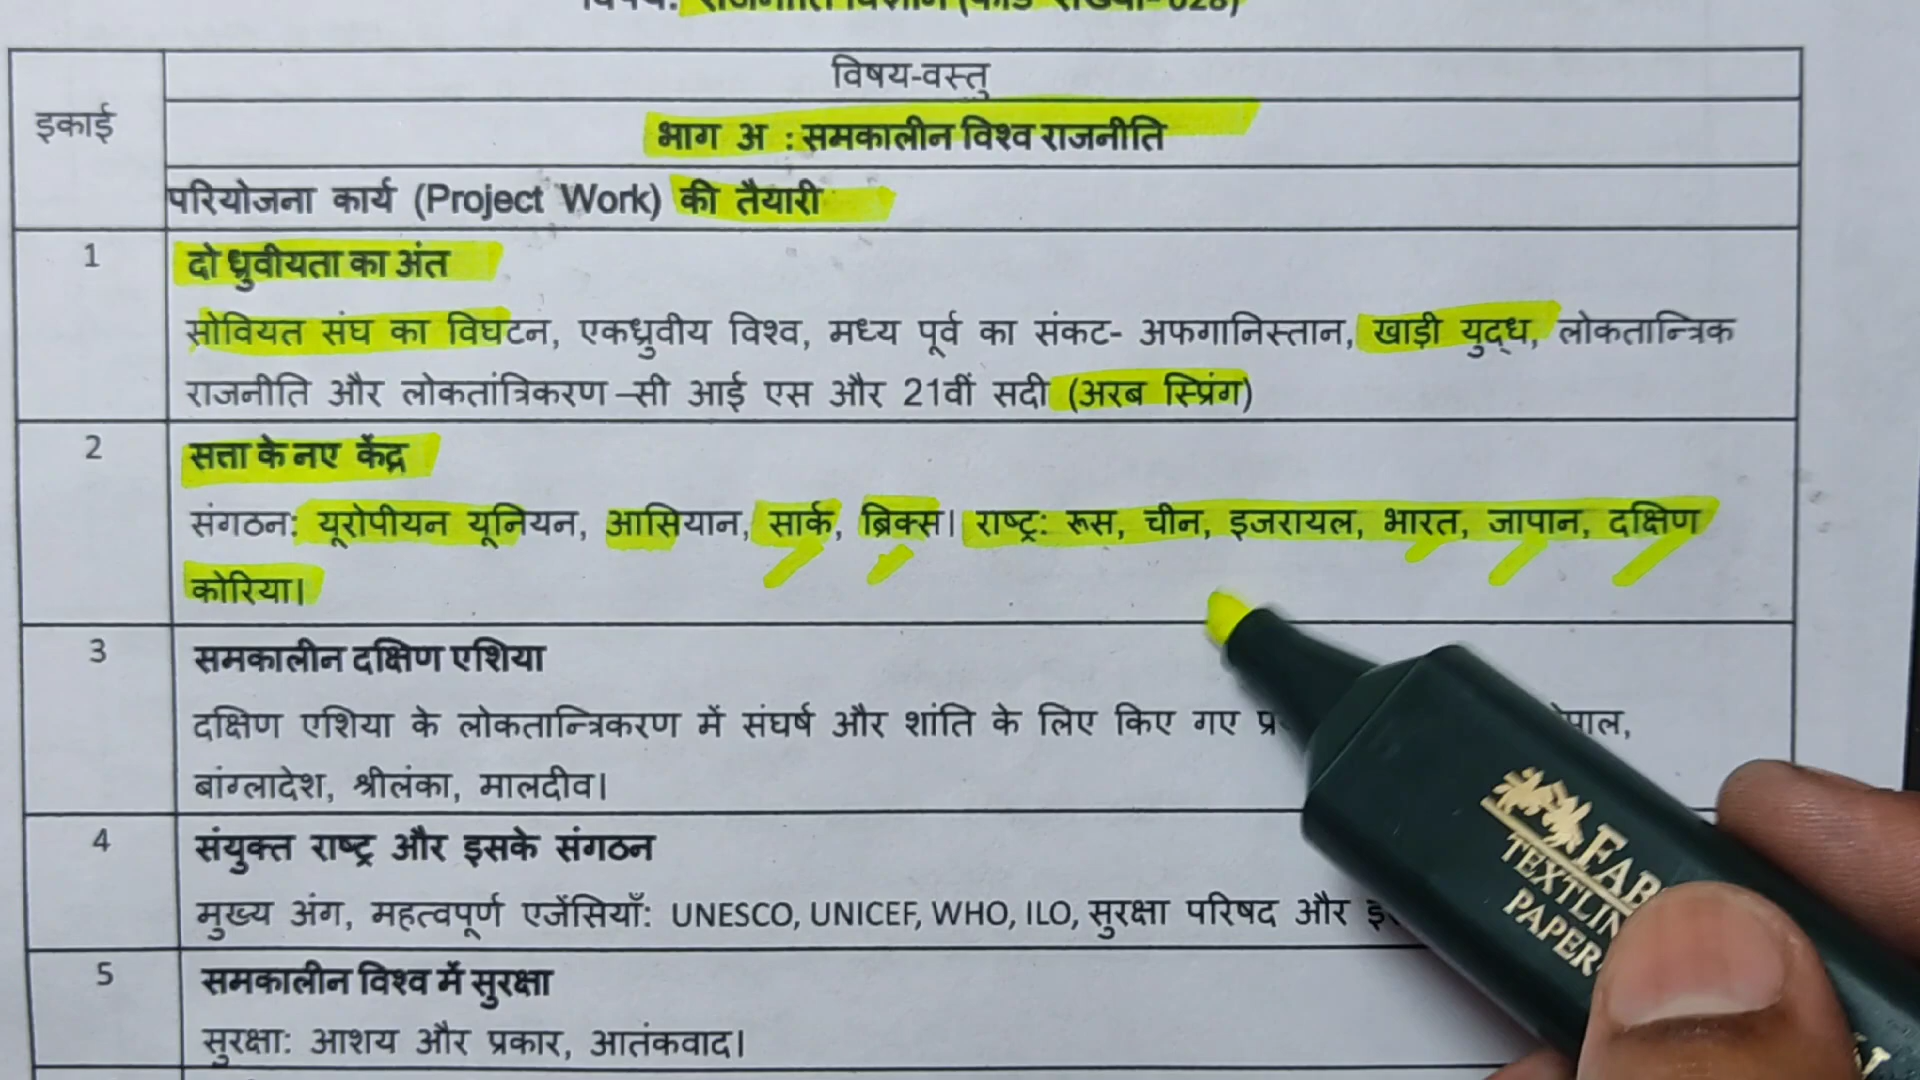 विषय: राजनीति विज्ञान (कोड संख्या-028)
विषय-वस्तु
इकाई
भाग अ : समकालीन विश्व राजनीति
परियोजना कार्य (Project Work) की तैयारी
1 दो ध्रुवीयता का अंत
सोवियत संघ का विघटन, एकध्रुवीय विश्व, मध्य पूर्व का संकट- अफगानिस्तान, खाड़ी युद्ध, लोकतान्त्रिक
राजनीति और लोकतांत्रिकरण –सी आई एस और 21वीं सदी (अरब स्प्रिंग)
2 सत्ता के नए केंद्र
संगठन: यूरोपीयन यूनियन, आसियान, सार्क, ब्रिक्स। राष्ट्र: रूस, चीन, इजरायल, भारत, जापान, दक्षिण
कोरिया।
3 समकालीन दक्षिण एशिया
दक्षिण एशिया के लोकतान्त्रिकरण में संघर्ष और शांति के लिए किए गए
बांग्लादेश, श्रीलंका, मालदीव।
4 संयुक्त राष्ट्र और इसके संगठन
मुख्य अंग, महत्वपूर्ण एजेंसियाँ: UNESCO, UNICEF, WHO, ILO, सुरक्षा परिषद और
5 समकालीन विश्व में सुरक्षा
सुरक्षा: आशय और प्रकार, आतंकवाद।
FAB
TEXTLIN
PAPER